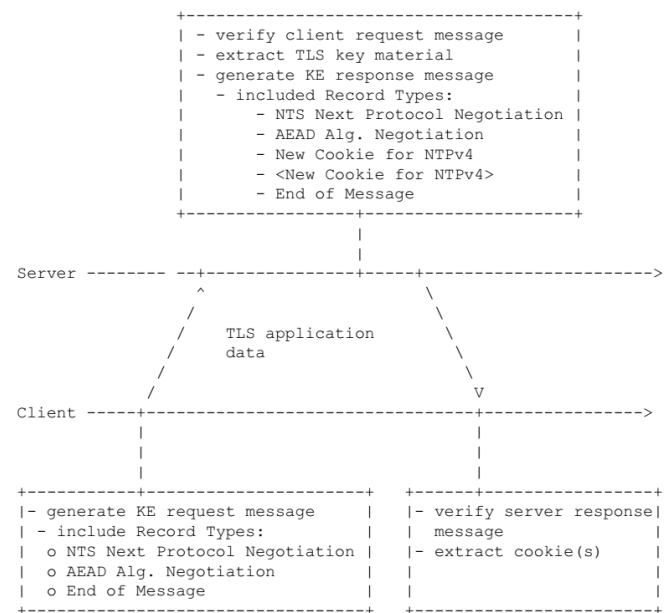 - verify client request message
- extract TLS key material
- generate KE response message
- included Record Types:
- NTS Next Protocol Negotiation
- AEAD Alg. Negotiation
- New Cookie for NTPv4
- <New Cookie for NTPv4>
- End of Message
Server
TLS application
data
Client
- generate KE request message
- include Record Types:
o NTS Next Protocol Negotiation
o AEAD Alg. Negotiation
o End of Message
- verify server response
message
- extract cookie(s)